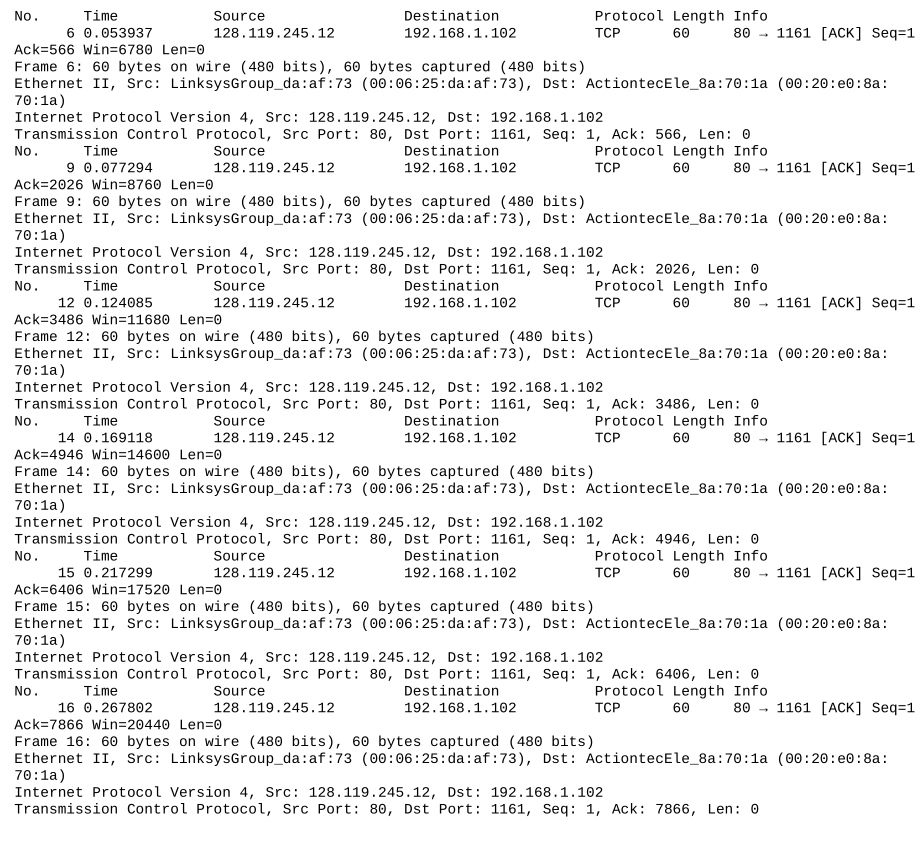 No.     Time           Source                Destination           Protocol Length Info
      6 0.053937       128.119.245.12        192.168.1.102         TCP      60     80 → 1161 [ACK] Seq=1
Ack=566 Win=6780 Len=0
Frame 6: 60 bytes on wire (480 bits), 60 bytes captured (480 bits)
Ethernet II, Src: LinksysGroup_da:af:73 (00:06:25:da:af:73), Dst: ActiontecEle_8a:70:1a (00:20:e0:8a:
70:1a)
Internet Protocol Version 4, Src: 128.119.245.12, Dst: 192.168.1.102
Transmission Control Protocol, Src Port: 80, Dst Port: 1161, Seq: 1, Ack: 566, Len: 0
No.     Time           Source                Destination           Protocol Length Info
      9 0.077294       128.119.245.12        192.168.1.102         TCP      60     80 → 1161 [ACK] Seq=1
Ack=2026 Win=8760 Len=0
Frame 9: 60 bytes on wire (480 bits), 60 bytes captured (480 bits)
Ethernet II, Src: LinksysGroup_da:af:73 (00:06:25:da:af:73), Dst: ActiontecEle_8a:70:1a (00:20:e0:8a:
70:1a)
Internet Protocol Version 4, Src: 128.119.245.12, Dst: 192.168.1.102
Transmission Control Protocol, Src Port: 80, Dst Port: 1161, Seq: 1, Ack: 2026, Len: 0
No.     Time           Source                Destination           Protocol Length Info
     12 0.124085       128.119.245.12        192.168.1.102         TCP      60     80 → 1161 [ACK] Seq=1
Ack=3486 Win=11680 Len=0
Frame 12: 60 bytes on wire (480 bits), 60 bytes captured (480 bits)
Ethernet II, Src: LinksysGroup_da:af:73 (00:06:25:da:af:73), Dst: ActiontecEle_8a:70:1a (00:20:e0:8a:
70:1a)
Internet Protocol Version 4, Src: 128.119.245.12, Dst: 192.168.1.102
Transmission Control Protocol, Src Port: 80, Dst Port: 1161, Seq: 1, Ack: 3486, Len: 0
No.     Time           Source                Destination           Protocol Length Info
     14 0.169118       128.119.245.12        192.168.1.102         TCP      60     80 → 1161 [ACK] Seq=1
Ack=4946 Win=14600 Len=0
Frame 14: 60 bytes on wire (480 bits), 60 bytes captured (480 bits)
Ethernet II, Src: LinksysGroup_da:af:73 (00:06:25:da:af:73), Dst: ActiontecEle_8a:70:1a (00:20:e0:8a:
70:1a)
Internet Protocol Version 4, Src: 128.119.245.12, Dst: 192.168.1.102
Transmission Control Protocol, Src Port: 80, Dst Port: 1161, Seq: 1, Ack: 4946, Len: 0
No.     Time           Source                Destination           Protocol Length Info
     15 0.217299       128.119.245.12        192.168.1.102         TCP      60     80 → 1161 [ACK] Seq=1
Ack=6406 Win=17520 Len=0
Frame 15: 60 bytes on wire (480 bits), 60 bytes captured (480 bits)
Ethernet II, Src: LinksysGroup_da:af:73 (00:06:25:da:af:73), Dst: ActiontecEle_8a:70:1a (00:20:e0:8a:
70:1a)
Internet Protocol Version 4, Src: 128.119.245.12, Dst: 192.168.1.102
Transmission Control Protocol, Src Port: 80, Dst Port: 1161, Seq: 1, Ack: 6406, Len: 0
No.     Time           Source                Destination           Protocol Length Info
     16 0.267802       128.119.245.12        192.168.1.102         TCP      60     80 → 1161 [ACK] Seq=1
Ack=7866 Win=20440 Len=0
Frame 16: 60 bytes on wire (480 bits), 60 bytes captured (480 bits)
Ethernet II, Src: LinksysGroup_da:af:73 (00:06:25:da:af:73), Dst: ActiontecEle_8a:70:1a (00:20:e0:8a:
70:1a)
Internet Protocol Version 4, Src: 128.119.245.12, Dst: 192.168.1.102
Transmission Control Protocol, Src Port: 80, Dst Port: 1161, Seq: 1, Ack: 7866, Len: 0